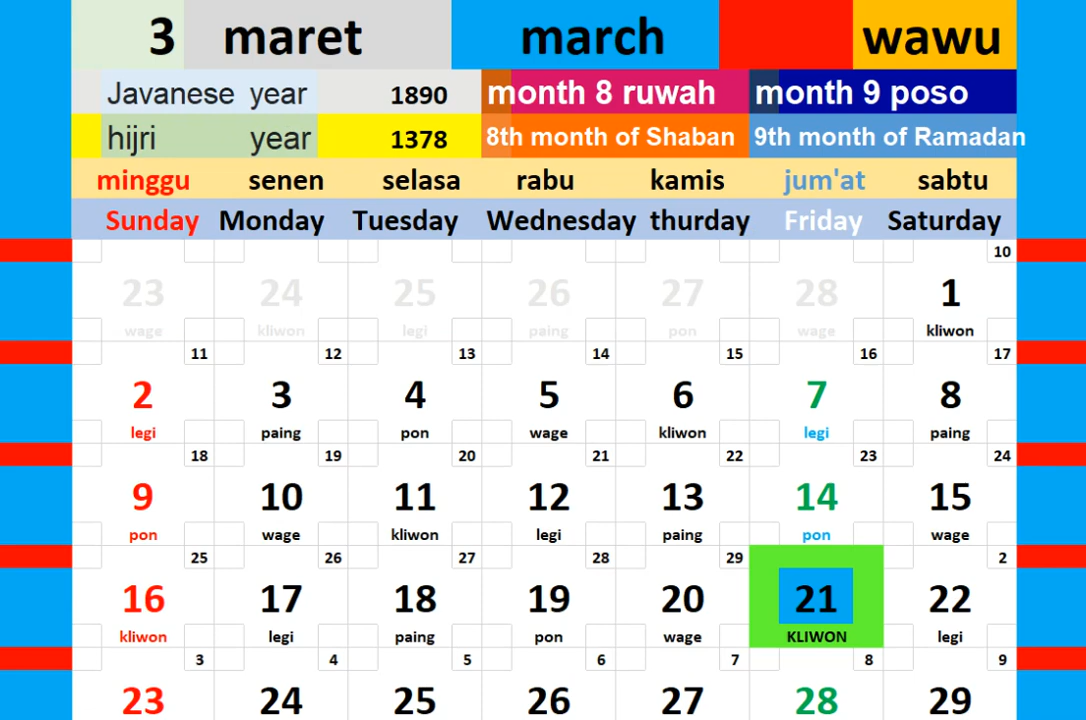 3 maret march wawu
Javanese year 1890 month 8 ruwah month 9 poso
hijri year 1378 8th month of Shaban 9th month of Ramadan
minggu senen selasa rabu kamis jum'at sabtu
Sunday Monday Tuesday Wednesday thurday Friday Saturday
10
23 24 25 26 27 28 1
wage kliwon legi paing pon wage kliwon
11 12 13 14 15 16 17
2 3 4 5 6 7 8
legi paing pon wage kliwon legi paing
18 19 20 21 22 23 24
9 10 11 12 13 14 15
pon wage kliwon legi paing pon wage
25 26 27 28 29 2
16 17 18 19 20 21 22
kliwon legi paing pon wage KLIWON legi
3 4 5 6 7 8 9
23 24 25 26 27 28 29